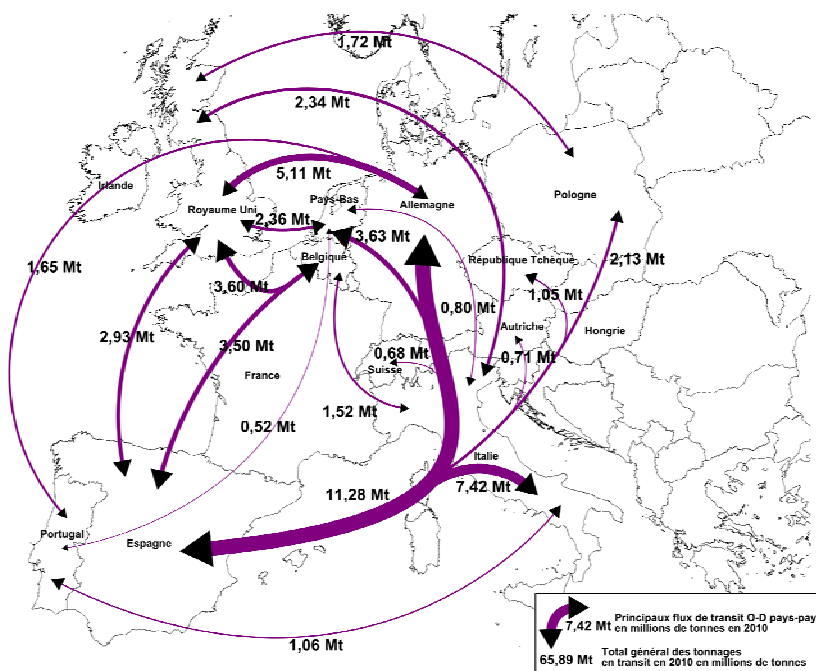 1,72 Mt
2,34 Mt
5,11 Mt
Irlande
Royaume Uni
Pays-Bas
Allemagne
Pologne
2,36 Mt
3,63 Mt
Belgique
République Tchèque
2,13 Mt
1,65 Mt
3,60 Mt
1,05 Mt
0,80 Mt
Autriche
Hongrie
2,93 Mt
3,50 Mt
0,68 Mt
0,71 Mt
Suisse
France
1,52 Mt
0,52 Mt
Italie
7,42 Mt
11,28 Mt
Portugal
Espagne
1,06 Mt
Principaux flux de transit O-D pays-pay
7,42 Mt en millions de tonnes en 2010
Total général des tonnages
65,89 Mt en transit en 2010 en millions de tonnes